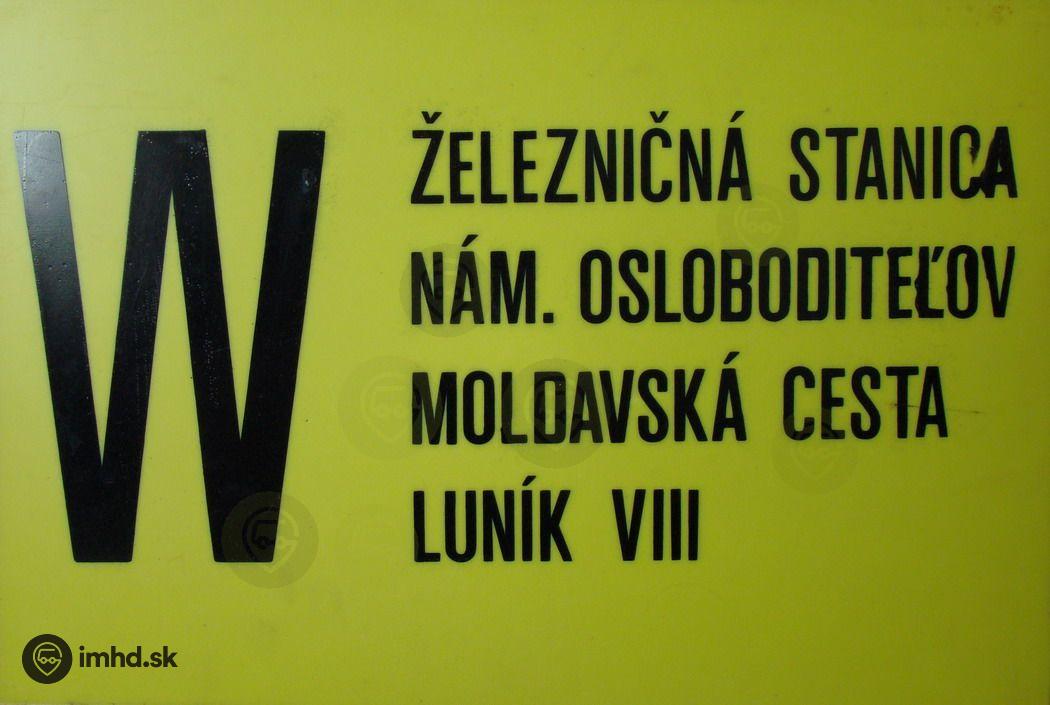 W
ŽELEZNIČNÁ STANICA
NÁM. OSLOBODITEĽOV
MOLDAVSKÁ CESTA
LUNÍK VIII
imhd.sk